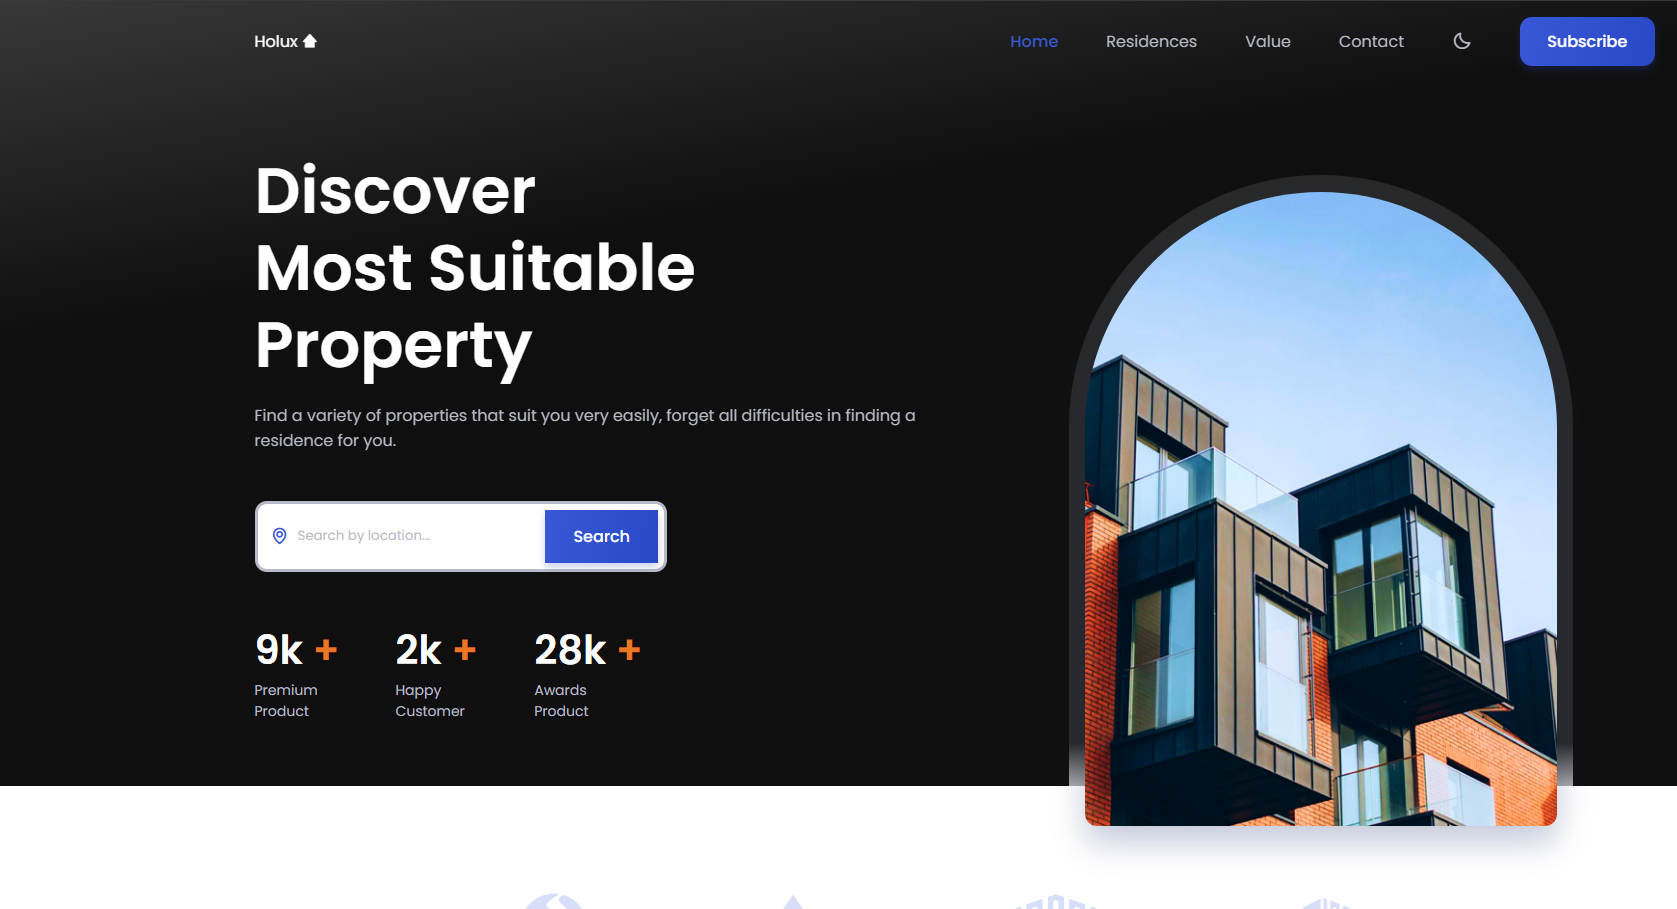 Holux
Home
Residences
Value
Contact
Subscribe
Discover
Most Suitable
Property
Find a variety of properties that suit you very easily, forget all difficulties in finding a
residence for you.
Search by location...
Search
9k +
2k +
28k +
Premium
Product
Happy
Customer
Awards
Product